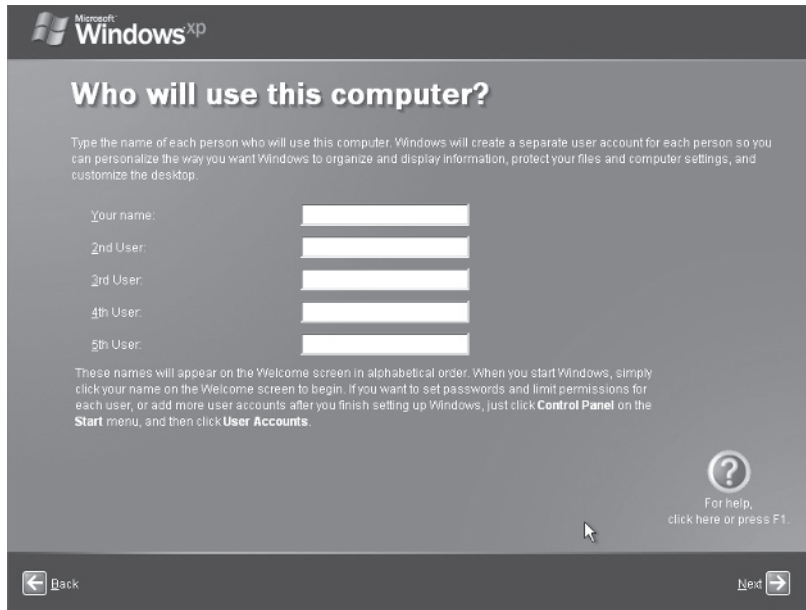 Microsoft
Windows xp
Who will use this computer?
Type the name of each person who will use this computer. Windows will create a separate user account for each person so you
can personalize the way you want Windows to organize and display information, protect your files and computer settings, and
customize the desktop.
Your name:
2nd User:
3rd User:
4th User:
5th User:
These names will appear on the Welcome screen in alphabetical order. When you start Windows, simply
click your name on the Welcome screen to begin. If you want to set passwords and limit permissions for
each user, or add more user accounts after you finish setting up Windows, just click Control Panel on the
Start menu, and then click User Accounts.
?
For help,
click here or press F1.
Back
Next